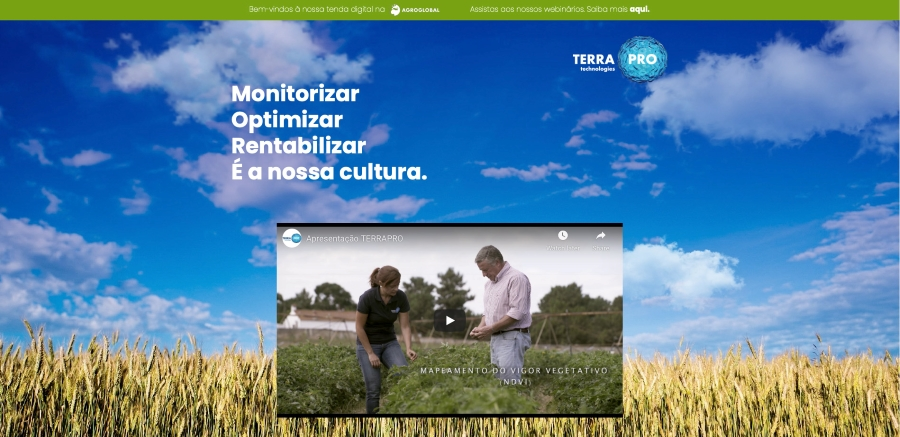 Bem-vindos à nossa tenda digital na AGROGLOBAL
Assistas aos nossos webinários. Saiba mais aqui.
TERRA PRO
technologies
Monitorizar
Optimizar
Rentabilizar
É a nossa cultura.
Apresentação TERRAPRO
MAPEAMENTO DO VIGOR VEGETATIVO
(NDVI)